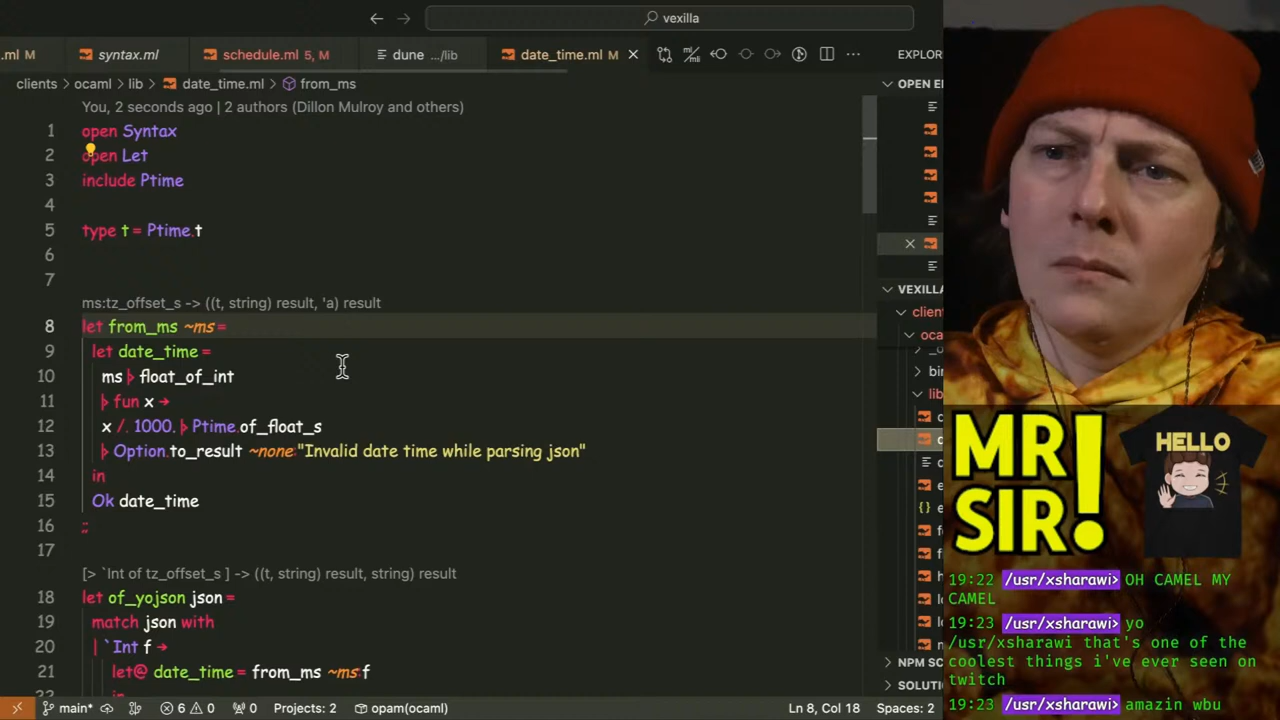 vexilla
.ml M
syntax.ml
schedule.ml 5, M
dune .../lib
date_time.ml M
EXPLOR
clients > ocaml > lib > date_time.ml > from_ms
OPEN E
You, 2 seconds ago | 2 authors (Dillon Mulroy and others)
1 open Syntax
2 open Let
3 include Ptime
4
5 type t = Ptime.t
6
7
ms:tz_offset_s -> ((t, string) result, 'a) result
8 let from_ms ~ms =
9 let date_time =
10 ms |> float_of_int
11 |> fun x →
12 x /. 1000. |> Ptime.of_float_s
13 |> Option.to_result ~none:"Invalid date time while parsing json"
14 in
15 Ok date_time
16 ;;
17
[> `Int of tz_offset_s ] -> ((t, string) result, string) result
18 let of_yojson json =
19 match json with
20 | `Int f →
21 let@ date_time = from_ms ~ms:f
22 in
VEXILLA
client
oca
bin
lib
NPM SC
SOLUTI
main*
6 0
0
Projects: 2
opam(ocaml)
Ln 8, Col 18
Spaces: 2
MR
SIR!
HELLO
19:22 /usr/xsharawi> OH CAMEL MY
CAMEL
19:23 /usr/xsharawi> yo
/usr/xsharawi that's one of the
coolest things i've ever seen on
twitch
19:23 /usr/xsharawi> amazin wbu